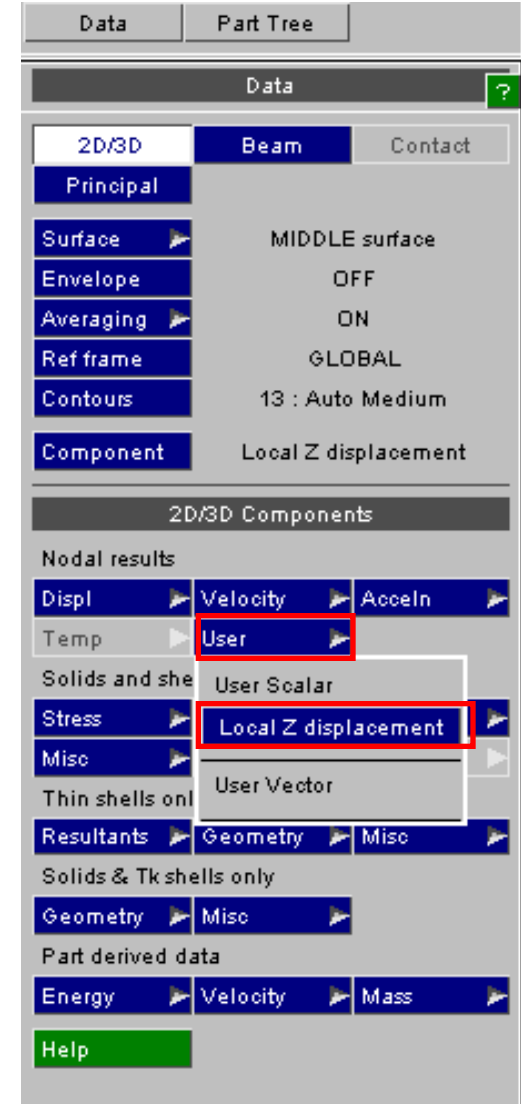 Data Part Tree
Data ?
2D/3D Beam Contact
Principal
Surface MIDDLE surface
Envelope OFF
Averaging ON
Ref frame GLOBAL
Contours 13 : Auto Medium
Component Local Z displacement
2D/3D Components
Nodal results
Displ Velocity Acceln
Temp User
Solids and she
User Scalar
Stress
Local Z displacement
Misc
User Vector
Thin shells onl
Resultants Geometry Misc
Solids & Tk shells only
Geometry Misc
Part derived data
Energy Velocity Mass
Help